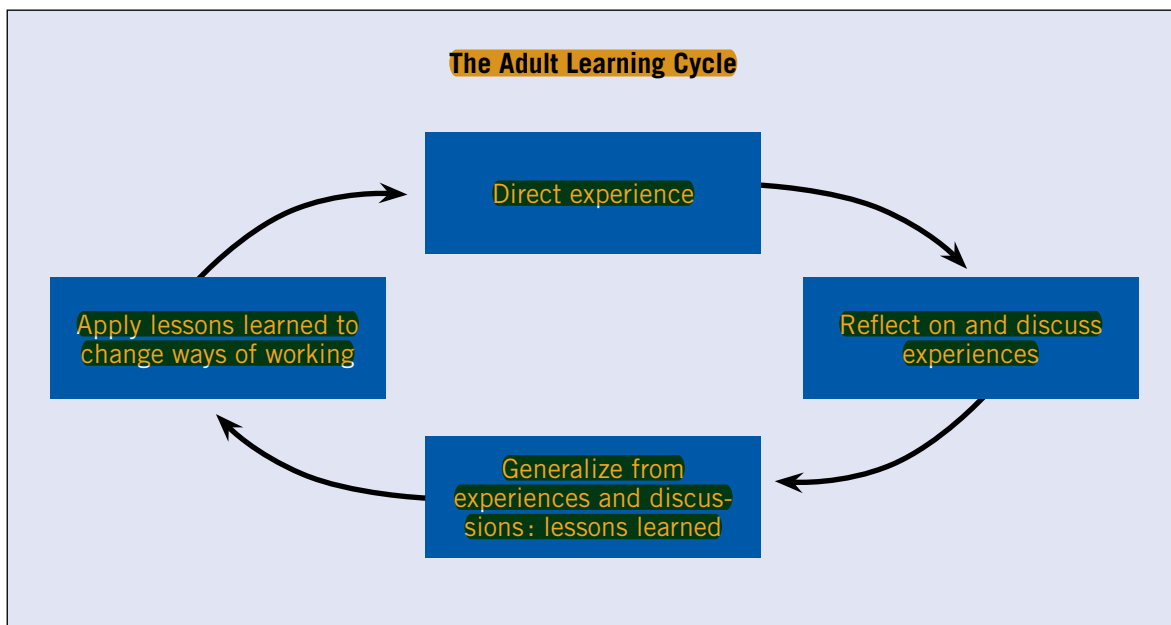 The Adult Learning Cycle
Direct experience
Reflect on and discuss
experiences
Generalize from
experiences and discus-
sions: lessons learned
Apply lessons learned to
change ways of working